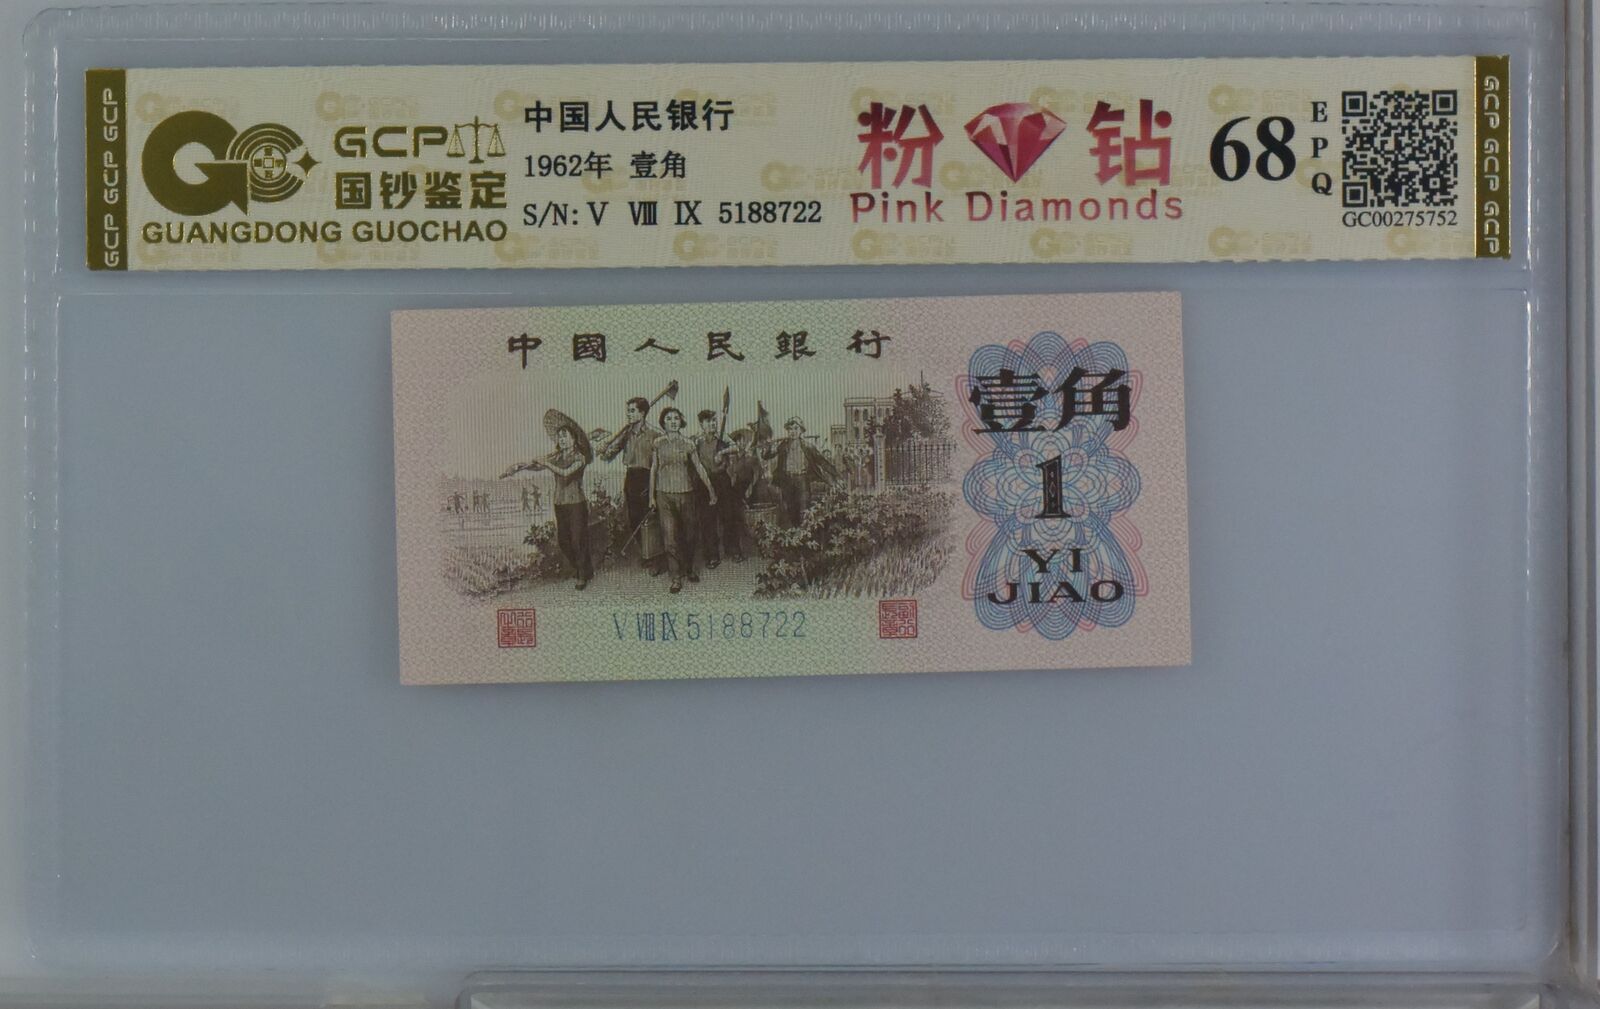 GCP GCP GCP
GCP
国钞鉴定
GUANGDONG GUOCHAO
中国人民银行
1962年 壹角
S/N: V Ⅷ Ⅸ 5188722
粉 钻
Pink Diamonds
68
EPQ
GC00275752
GCP GCP GCP
中國人民銀行
壹角
1
YI
JIAO
V Ⅷ Ⅸ 5188722